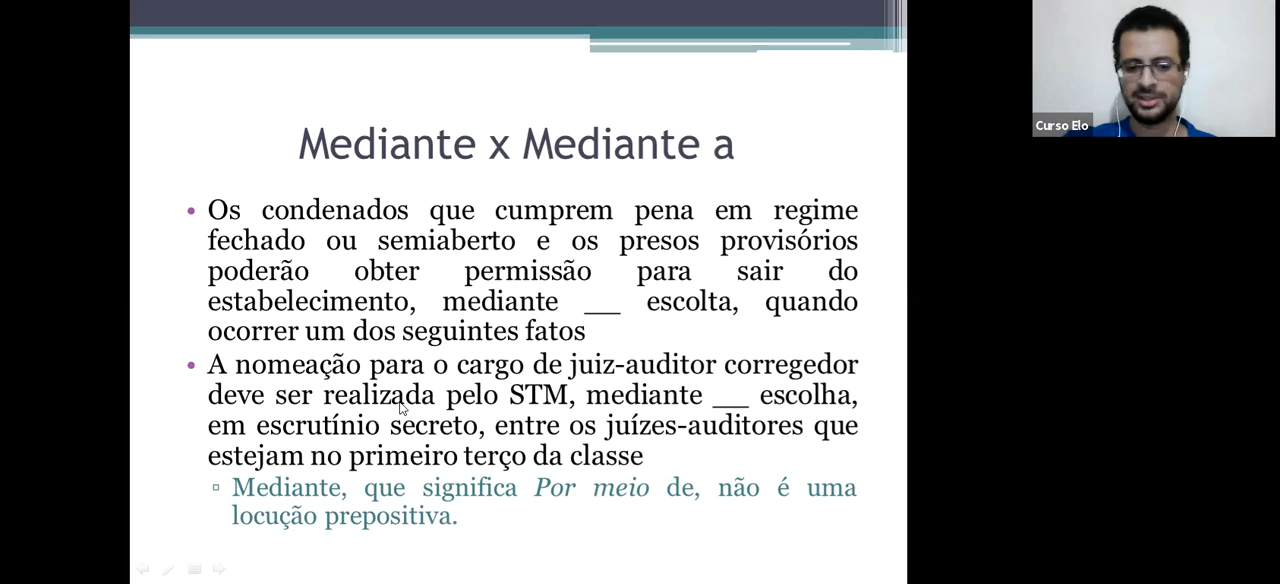 Mediante x Mediante a
• Os condenados que cumprem pena em regime
fechado ou semiaberto e os presos provisórios
poderão obter permissão para sair do
estabelecimento, mediante __ escolta, quando
ocorrer um dos seguintes fatos
• A nomeação para o cargo de juiz-auditor corregedor
deve ser realizada pelo STM, mediante __ escolha,
em escrutínio secreto, entre os juízes-auditores que
estejam no primeiro terço da classe
▫ Mediante, que significa Por meio de, não é uma
locução prepositiva.
Curso Elo